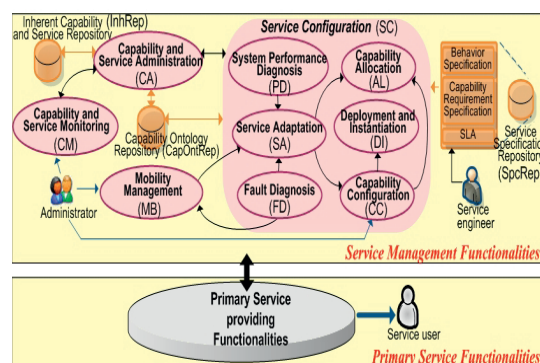 Inherent Capability (InhRep)
and Service Repository
Capability and
Service Administration
(CA)
Capability and
Service Monitoring
(CM)
Capability Ontology
Repository (CapOntRep)
Administrator
Mobility
Management
(MB)
Service Configuration (SC)
System Performance
Diagnosis
(PD)
Capability
Allocation
(AL)
Service Adaptation
(SA)
Deployment and
Instantiation
(DI)
Fault Diagnosis
(FD)
Capability
Configuration
(CC)
Behavior
Specification
Capability
Requirement
Specification
SLA
Service
Specification
Repository
(SpcRep)
Service
engineer
Service Management Functionalities
Primary Service
providing
Functionalities
Service user
Primary Service Functionalities